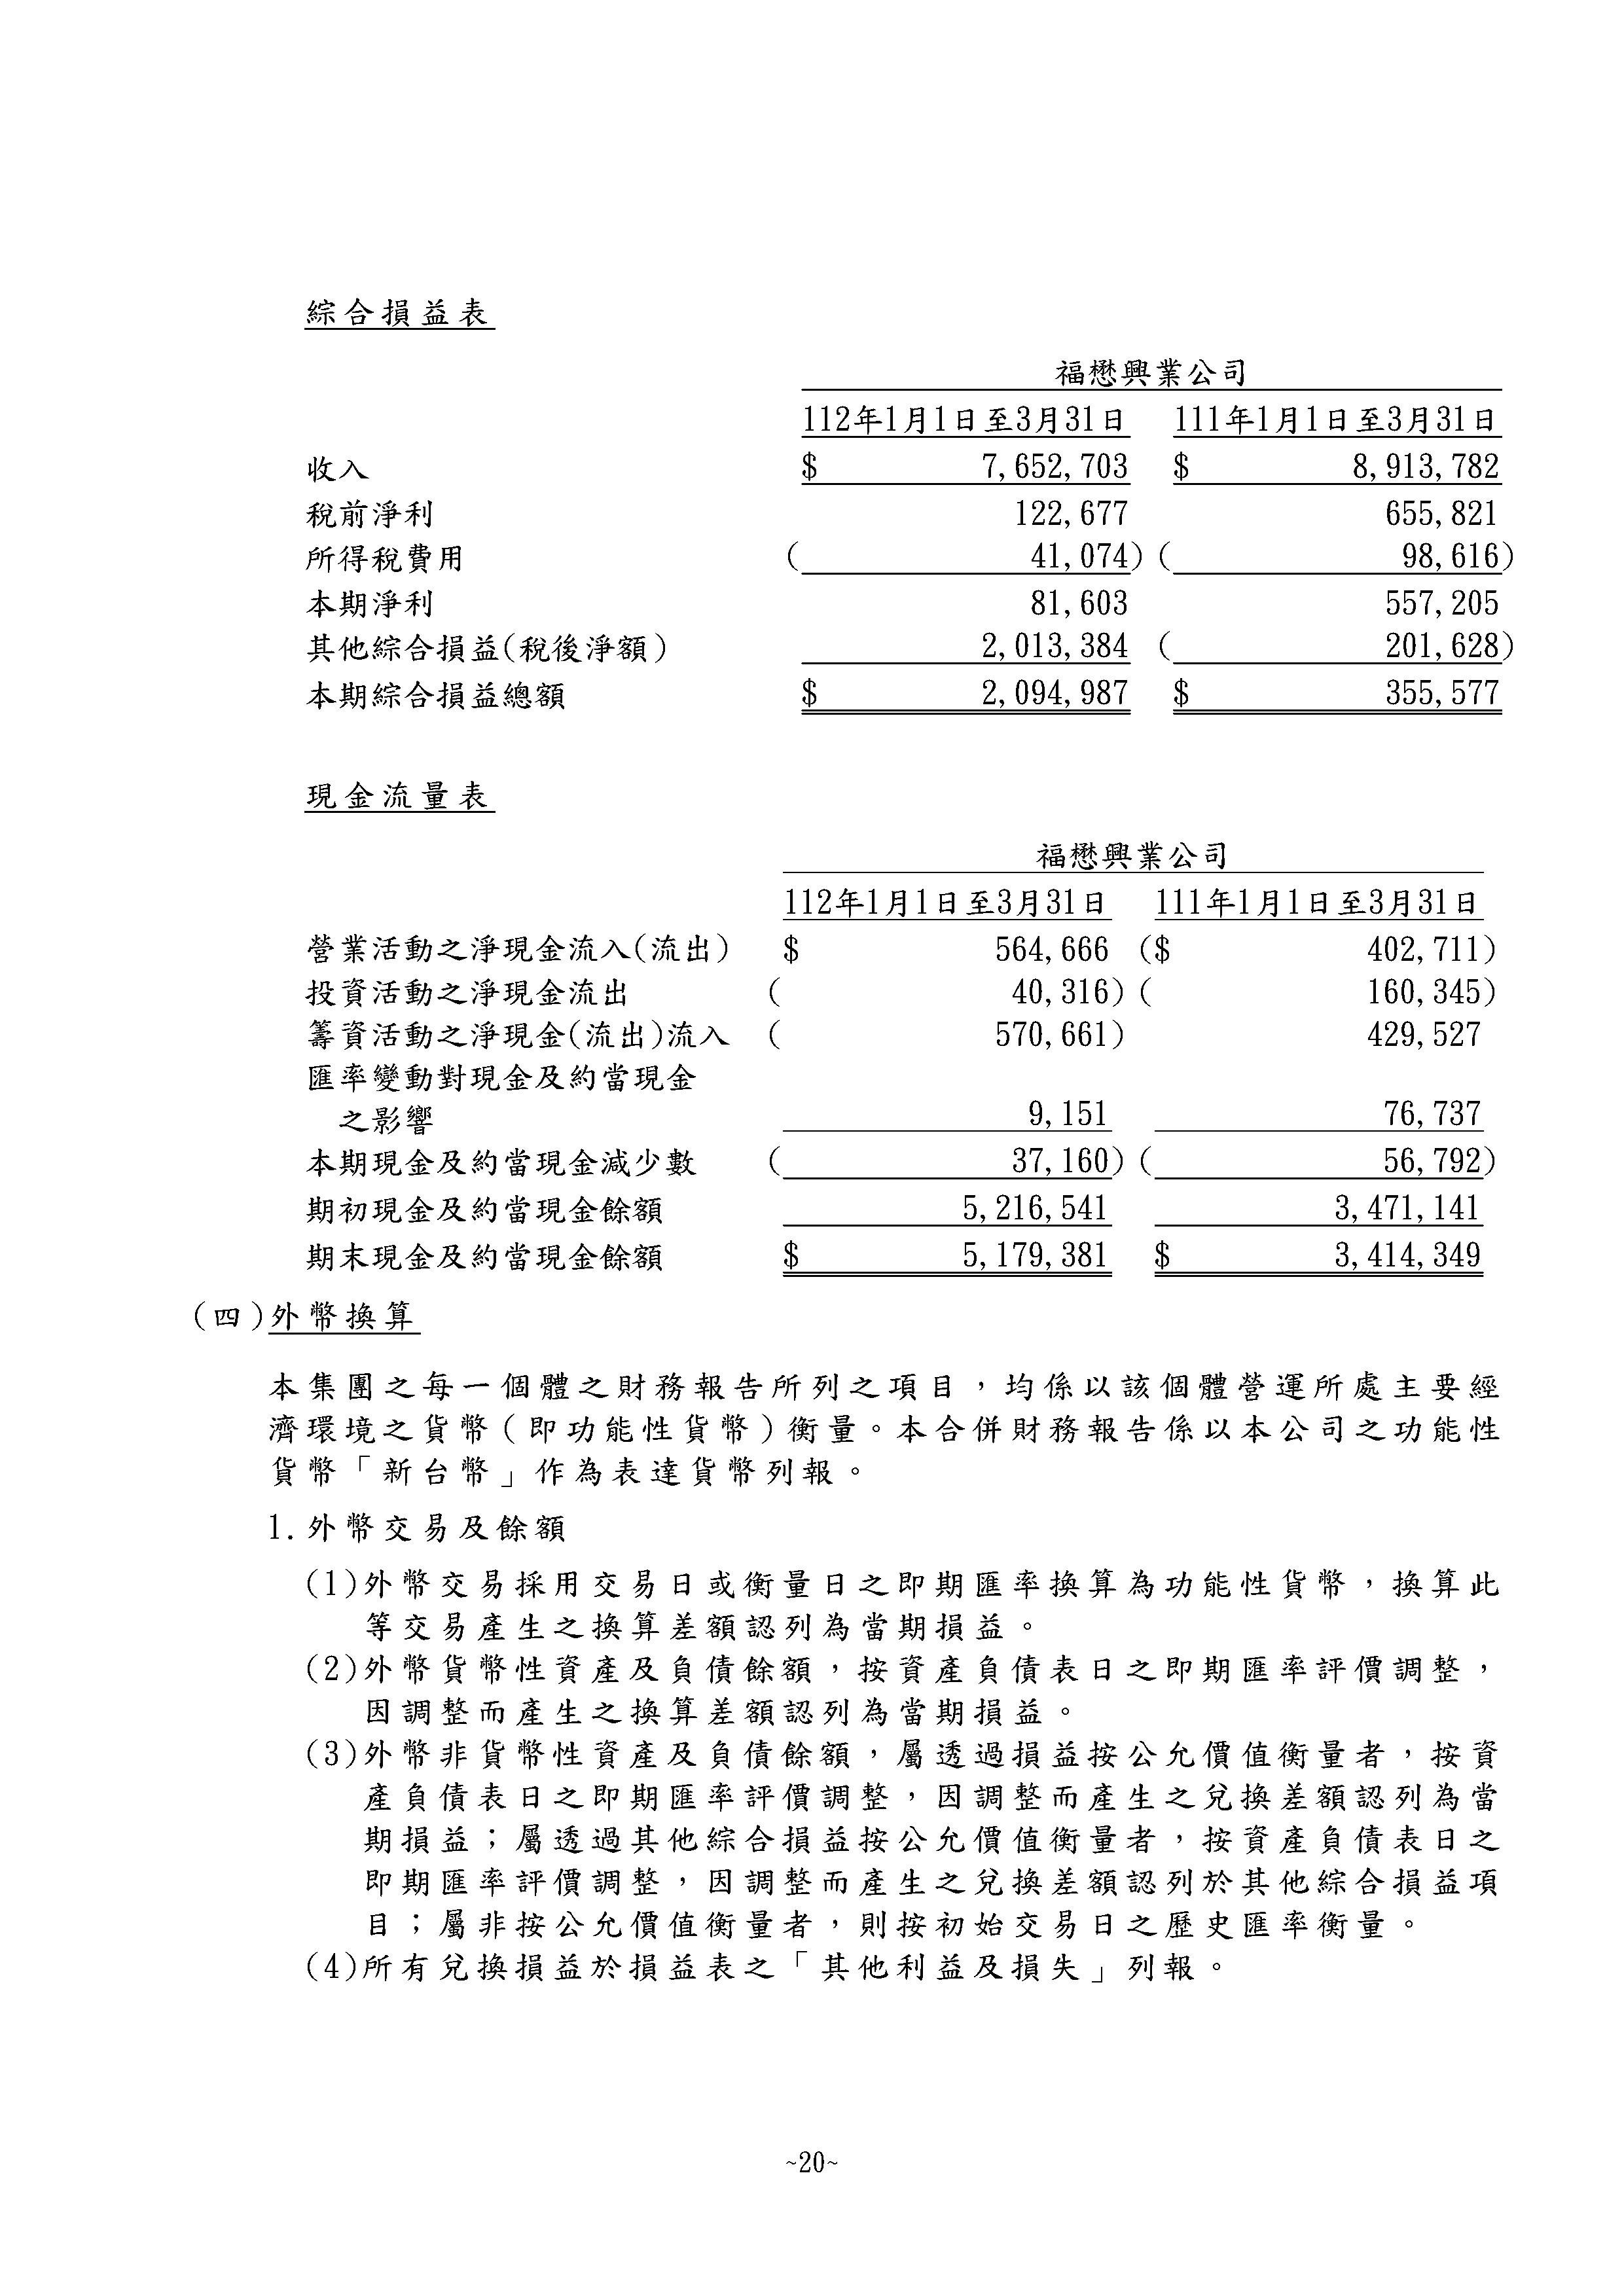 綜合損益表
福懋興業公司
112年1月1日至3月31日 111年1月1日至3月31日
收入 $ 7,652,703 $ 8,913,782
稅前淨利 122,677 655,821
所得稅費用 ( 41,074) ( 98,616)
本期淨利 81,603 557,205
其他綜合損益(稅後淨額) 2,013,384 ( 201,628)
本期綜合損益總額 $ 2,094,987 $ 355,577
現金流量表
福懋興業公司
112年1月1日至3月31日 111年1月1日至3月31日
營業活動之淨現金流入(流出) $ 564,666 ($ 402,711)
投資活動之淨現金流出 ( 40,316) ( 160,345)
籌資活動之淨現金(流出)流入 ( 570,661) 429,527
匯率變動對現金及約當現金
之影響 9,151 76,737
本期現金及約當現金減少數 ( 37,160) ( 56,792)
期初現金及約當現金餘額 5,216,541 3,471,141
期末現金及約當現金餘額 $ 5,179,381 $ 3,414,349
(四)外幣換算
本集團之每一個體之財務報告所列之項目，均係以該個體營運所處主要經
濟環境之貨幣(即功能性貨幣)衡量。本合併財務報告係以本公司之功能性
貨幣「新台幣」作為表達貨幣列報。
1.外幣交易及餘額
(1)外幣交易採用交易日或衡量日之即期匯率換算為功能性貨幣，換算此
等交易產生之換算差額認列為當期損益。
(2)外幣貨幣性資產及負債餘額，按資產負債表日之即期匯率評價調整，
因調整而產生之換算差額認列為當期損益。
(3)外幣非貨幣性資產及負債餘額，屬透過損益按公允價值衡量者，按資
產負債表日之即期匯率評價調整，因調整而產生之兌換差額認列為當
期損益；屬透過其他綜合損益按公允價值衡量者，按資產負債表日之
即期匯率評價調整，因調整而產生之兌換差額認列於其他綜合損益項
目；屬非按公允價值衡量者，則按初始交易日之歷史匯率衡量。
(4)所有兌換損益於損益表之「其他利益及損失」列報。
~20~